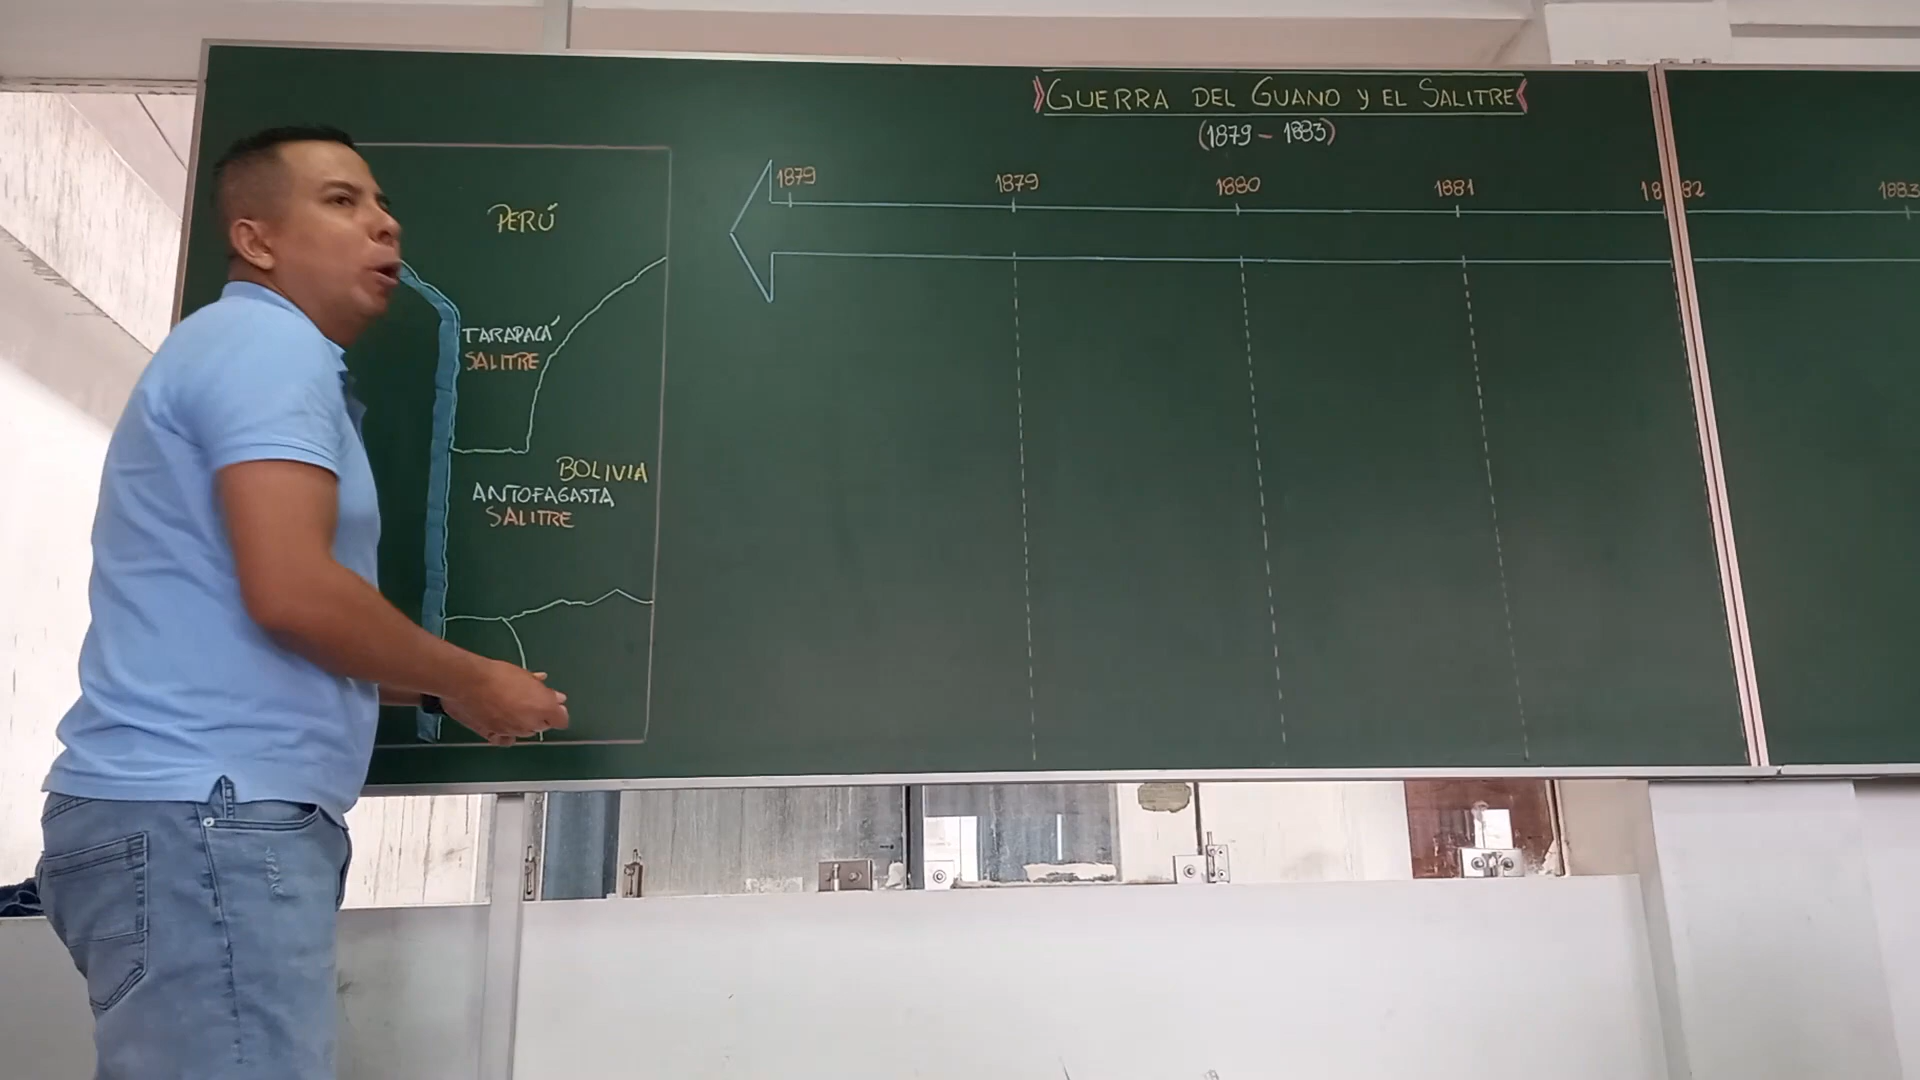 GUERRA DEL GUANO Y EL SALITRE
(1879 - 1883)
1879
1879
1880
1881
1882
1883
PERÚ
TARAPACÁ
SALITRE
BOLIVIA
ANTOFAGASTA
SALITRE